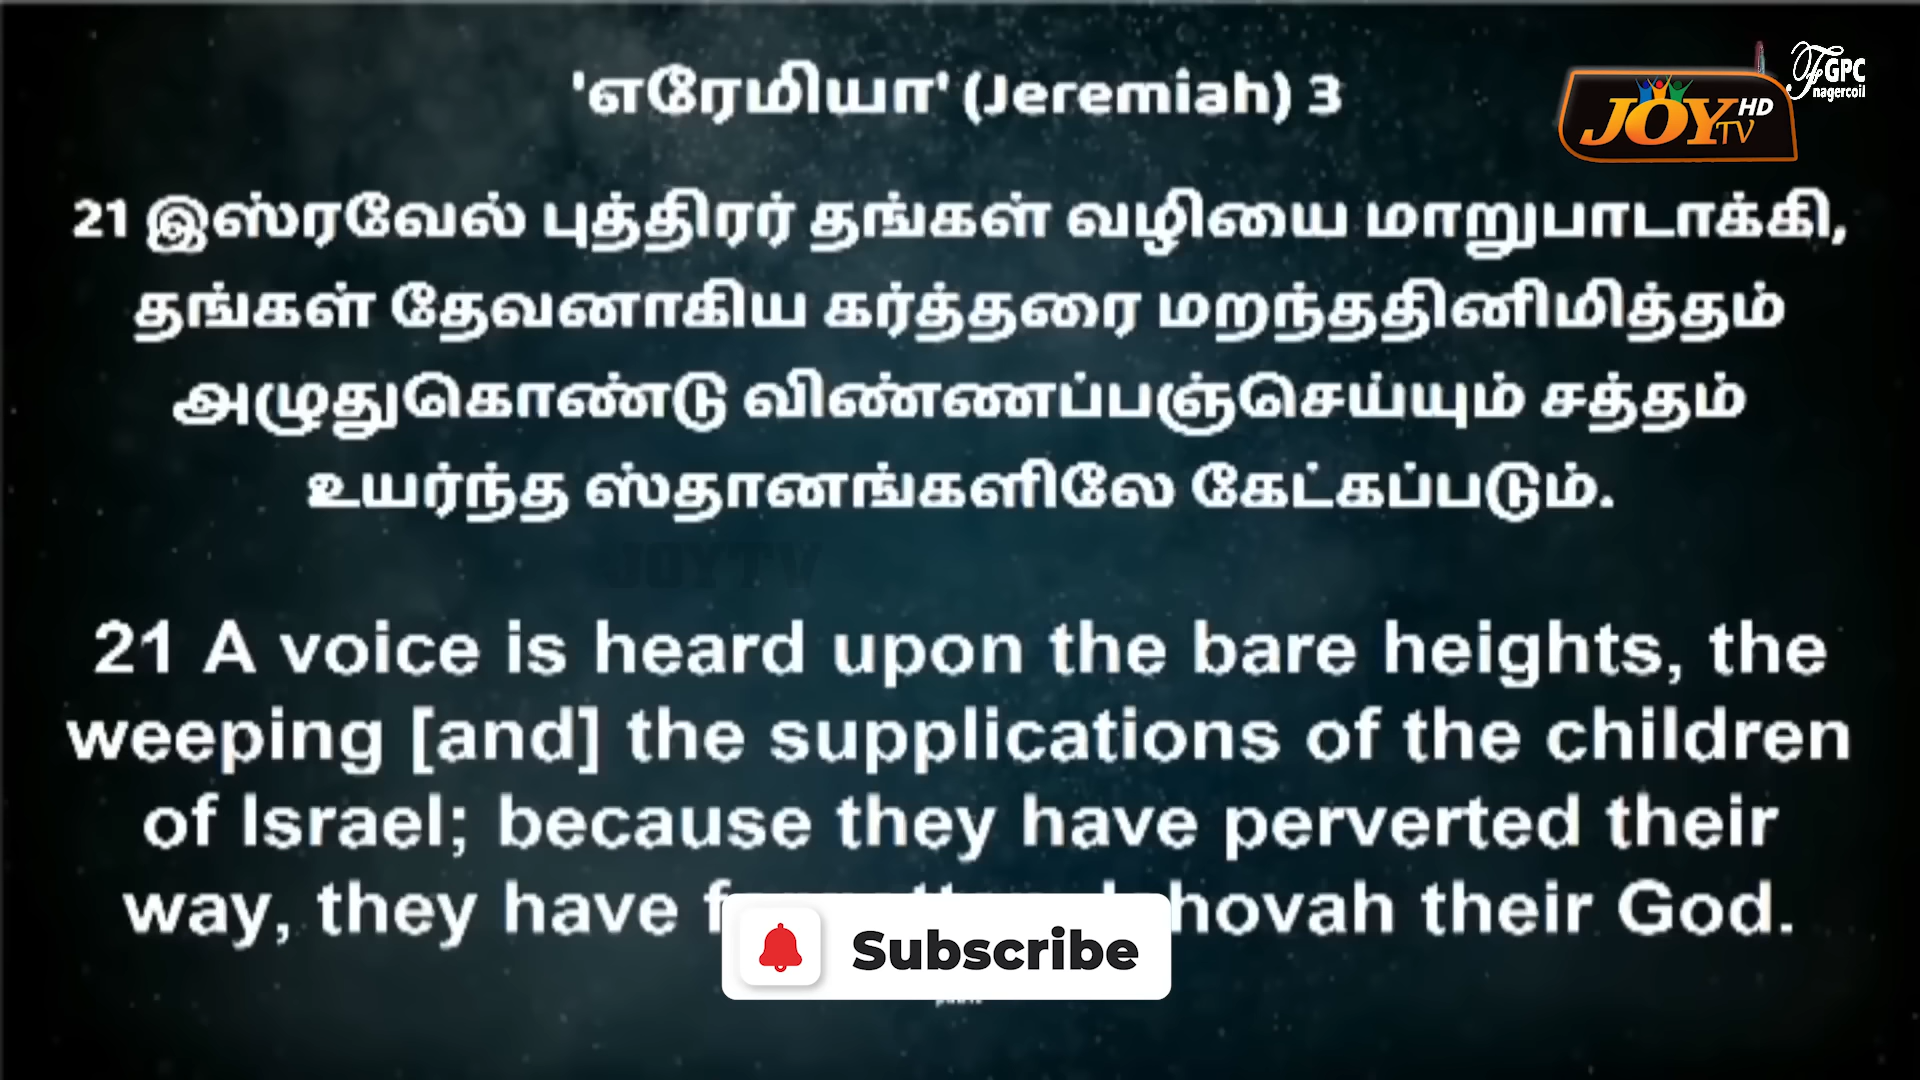 'எரேமியா' (Jeremiah) 3
JOY TV HD
FGPC
nagercoil
21 இஸ்ரவேல் புத்திரர் தங்கள் வழியை மாறுபாடாக்கி,
தங்கள் தேவனாகிய கர்த்தரை மறந்ததினிமித்தம்
அழுதுகொண்டு விண்ணப்பஞ்செய்யும் சத்தம்
உயர்ந்த ஸ்தானங்களிலே கேட்கப்படும்.
JOYTV
21 A voice is heard upon the bare heights, the
weeping [and] the supplications of the children
of Israel; because they have perverted their
way, they have their God.
Subscribe